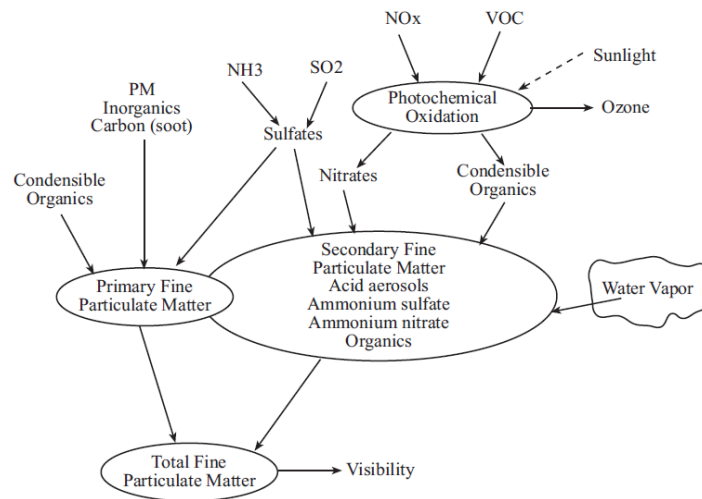 NOx
VOC
Sunlight
NH3
SO2
PM
Inorganics
Carbon (soot)
Photochemical
Oxidation
Ozone
Sulfates
Condensible
Organics
Nitrates
Condensible
Organics
Primary Fine
Particulate Matter
Secondary Fine
Particulate Matter
Acid aerosols
Ammonium sulfate
Ammonium nitrate
Organics
Water Vapor
Total Fine
Particulate Matter
Visibility